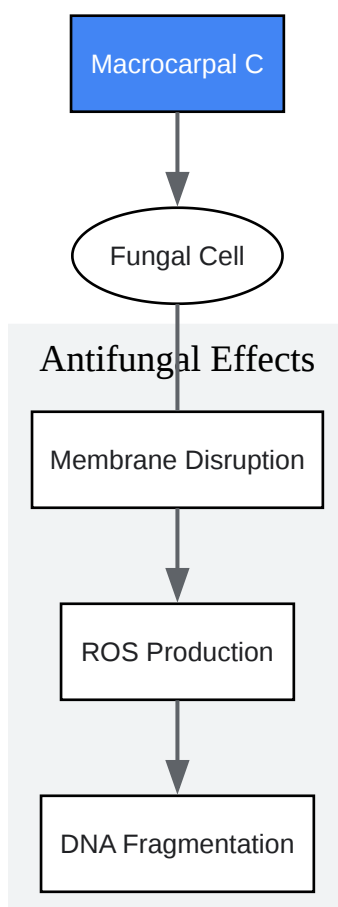 Macrocarpal C
Fungal Cell
Antifungal Effects
Membrane Disruption
ROS Production
DNA Fragmentation